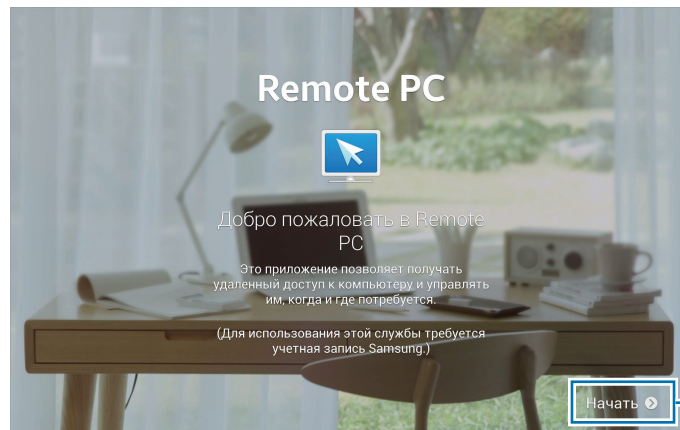 Remote PC
Добро пожаловать в Remote
PC
Это приложение позволяет получать
удаленный доступ к компьютеру и управлять
им, когда и где потребуется.
(Для использования этой службы требуется
учетная запись Samsung.)
Начать